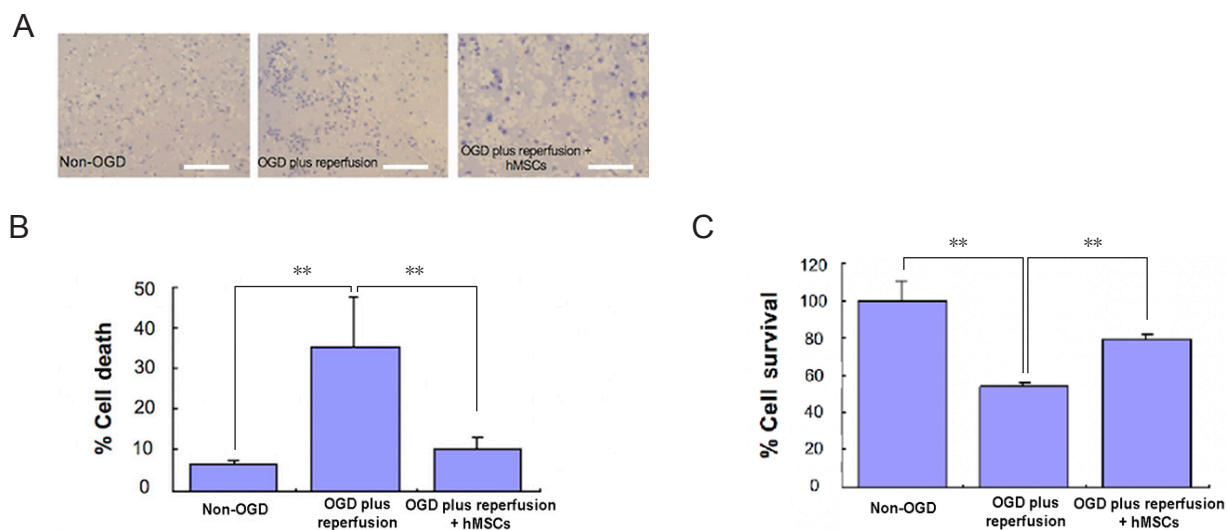 A
Non-OGD
OGD plus reperfusion
OGD plus reperfusion +
hMSCs
B
% Cell death
50
40
30
20
10
0
**
**
Non-OGD
OGD plus
reperfusion
OGD plus reperfusion
+ hMSCs
C
% Cell survival
120
100
80
60
40
20
0
**
**
Non-OGD
OGD plus
reperfusion
OGD plus reperfusion
+ hMSCs